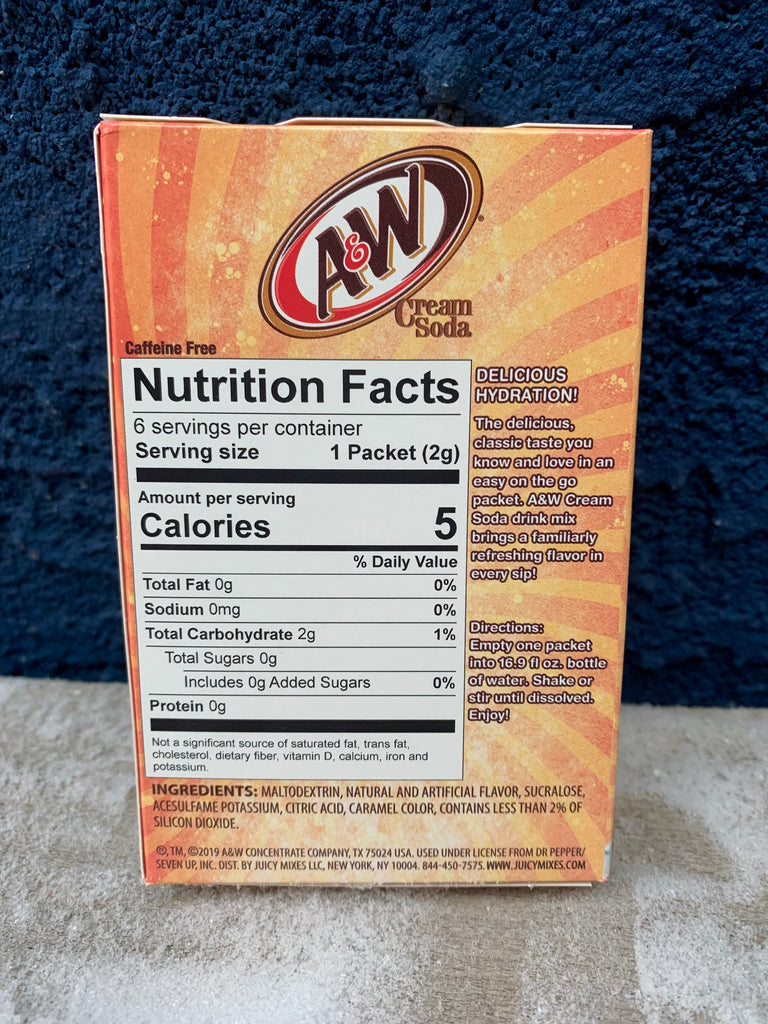 A&W
Cream
Soda
Caffeine Free
Nutrition Facts
6 servings per container
Serving size 1 Packet (2g)
Amount per serving
Calories 5
% Daily Value
Total Fat 0g 0%
Sodium 0mg 0%
Total Carbohydrate 2g 1%
Total Sugars 0g
Includes 0g Added Sugars 0%
Protein 0g
Not a significant source of saturated fat, trans fat,
cholesterol, dietary fiber, vitamin D, calcium, iron and
potassium.
DELICIOUS
HYDRATION!
The delicious,
classic taste you
know and love in an
easy on the go
packet. A&W Cream
Soda drink mix
brings a familiarly
refreshing flavor in
every sip!
Directions:
Empty one packet
into 16.9 fl oz. bottle
of water. Shake or
stir until dissolved.
Enjoy!
INGREDIENTS: MALTODEXTRIN, NATURAL AND ARTIFICIAL FLAVOR, SUCRALOSE,
ACESULFAME POTASSIUM, CITRIC ACID, CARAMEL COLOR, CONTAINS LESS THAN 2% OF
SILICON DIOXIDE.
®, TM, ©2019 A&W CONCENTRATE COMPANY, TX 75024 USA. USED UNDER LICENSE FROM DR PEPPER/
SEVEN UP, INC. DIST. BY JUICY MIXES LLC, NEW YORK, NY 10004. 844-450-7575. WWW.JUICYMIXES.COM